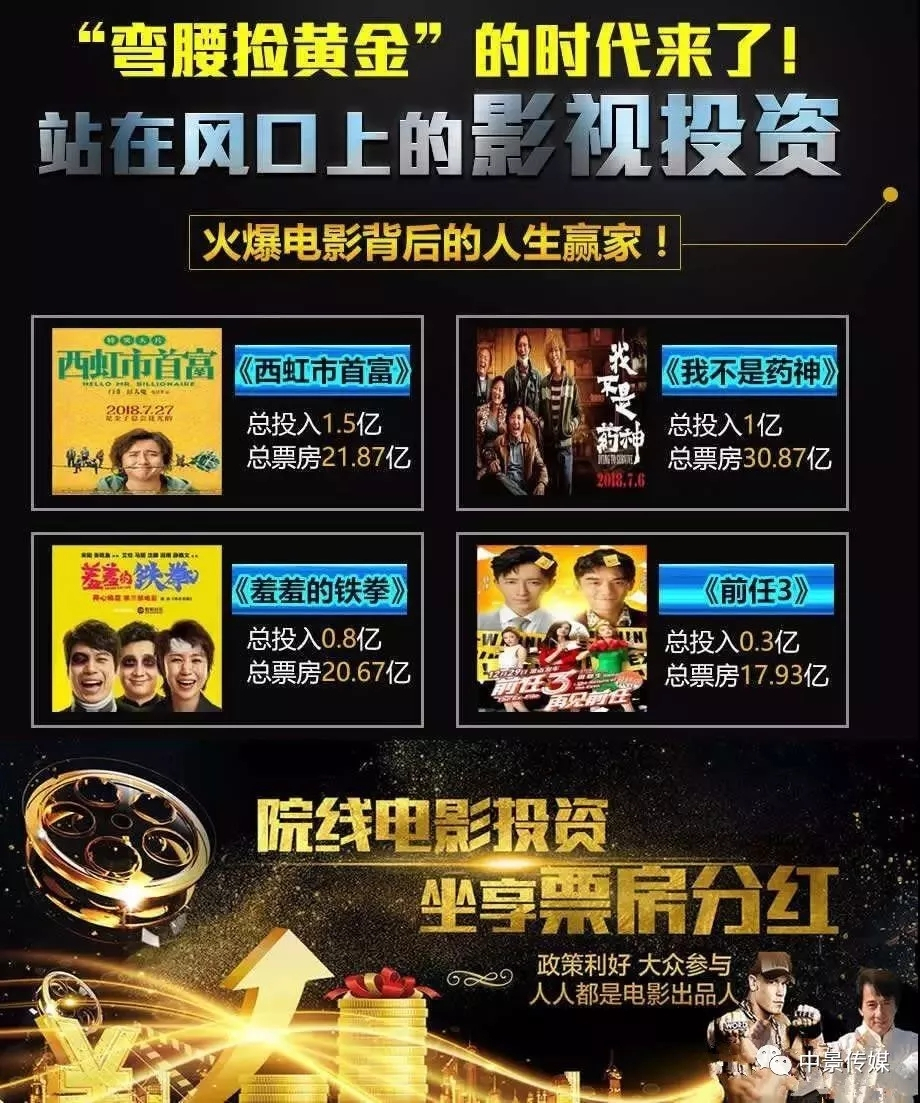 “弯腰捡黄金”的时代来了!
站在风口上的影视投资
火爆电影背后的人生赢家!
特笑大片
西虹市首富
HELLO MR. BILLIONAIRE
2018.7.27
《西虹市首富》
总投入1.5亿
总票房21.87亿
我不是药神
DYING TO SURVIVE
2018.7.6
《我不是药神》
总投入1亿
总票房30.87亿
羞羞的铁拳
《羞羞的铁拳》
总投入0.8亿
总票房20.67亿
前任3
再见前任
《前任3》
总投入0.3亿
总票房17.93亿
院线电影投资
坐享票房分红
政策利好 大众参与
人人都是电影出品人
中景传媒